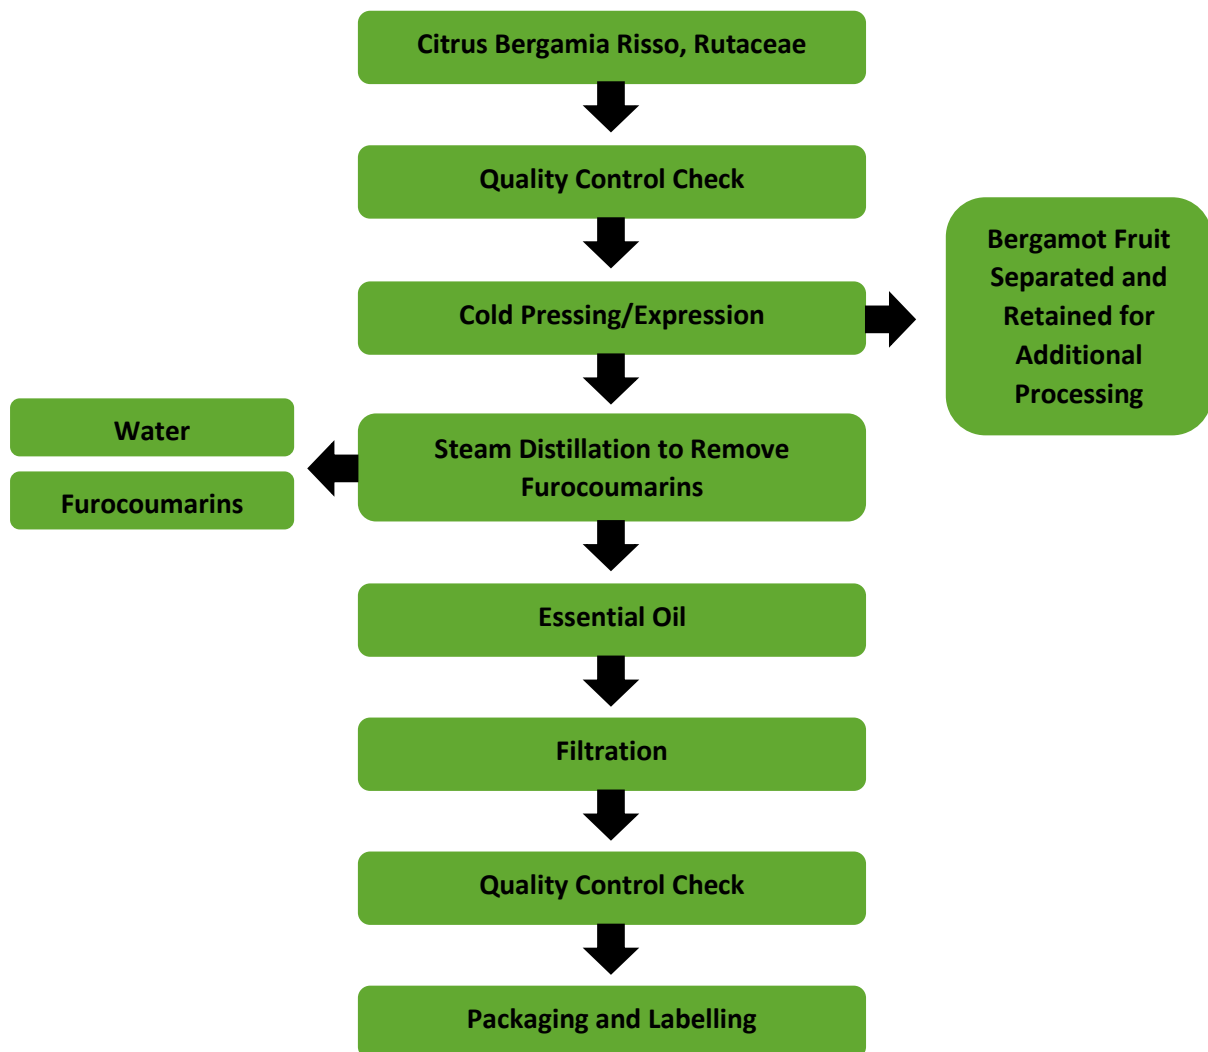 Citrus Bergamia Risso, Rutaceae
Quality Control Check
Cold Pressing/Expression
Bergamot Fruit
Separated and
Retained for
Additional
Processing
Steam Distillation to Remove
Furocoumarins
Water
Furocoumarins
Essential Oil
Filtration
Quality Control Check
Packaging and Labelling